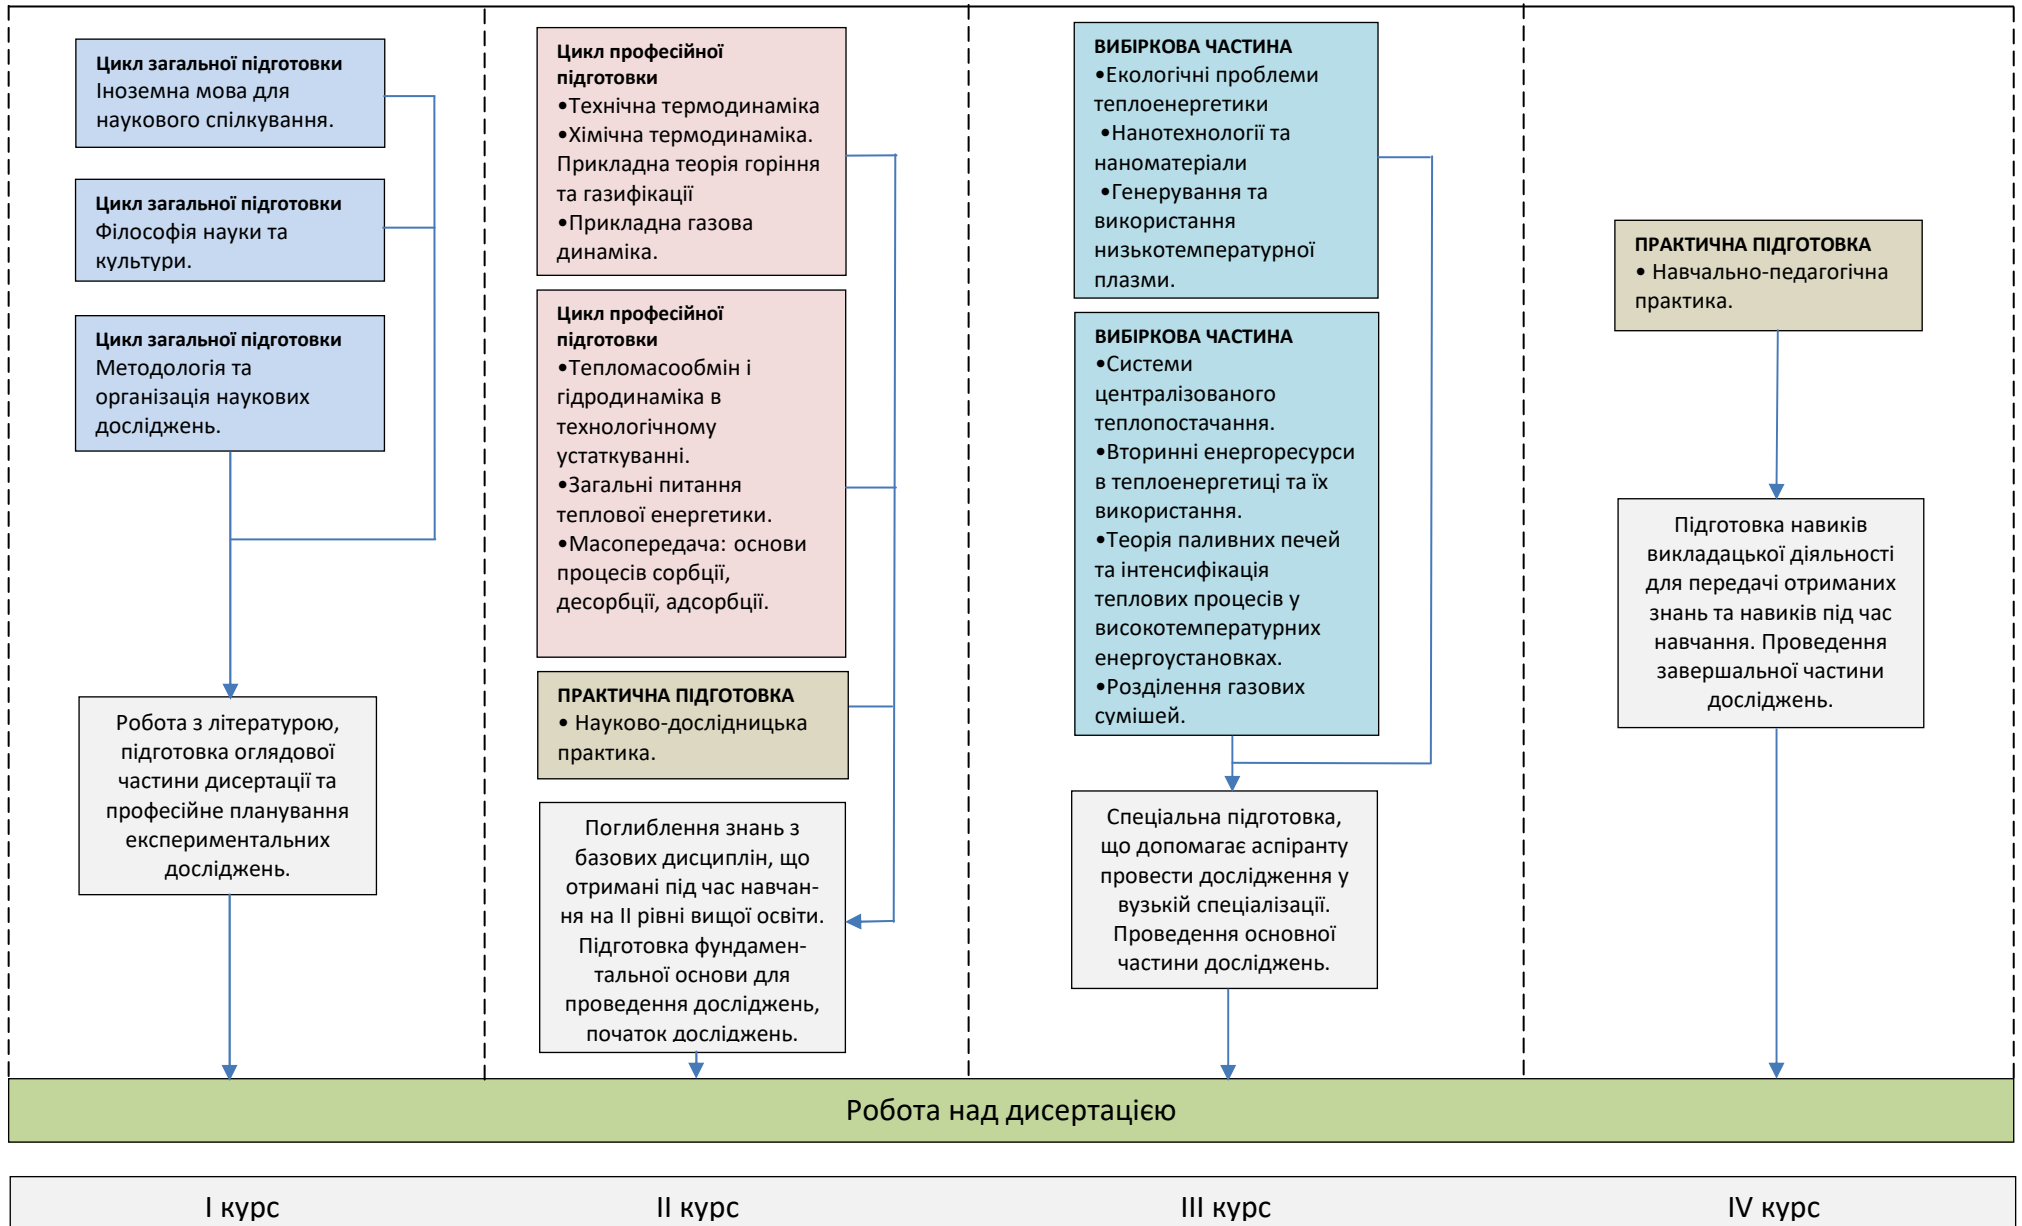 Цикл загальної підготовки
Іноземна мова для
наукового спілкування.
Цикл загальної підготовки
Філософія науки та
культури.
Цикл загальної підготовки
Методологія та
організація наукових
досліджень.
Робота з літературою,
підготовка оглядової
частини дисертації та
професійне планування
експериментальних
досліджень.
Цикл професійної
підготовки
•Технічна термодинаміка
•Хімічна термодинаміка.
Прикладна теорія горіння
та газифікації
•Прикладна газова
динаміка.
Цикл професійної
підготовки
•Тепломасообмін і
гідродинаміка в
технологічному
устаткуванні.
•Загальні питання
теплової енергетики.
•Масопередача: основи
процесів сорбції,
десорбції, адсорбції.
ПРАКТИЧНА ПІДГОТОВКА
• Науково-дослідницька
практика.
Поглиблення знань з
базових дисциплін, що
отримані під час навчан-
ня на ІІ рівні вищої освіти.
Підготовка фундамен-
тальної основи для
проведення досліджень,
початок досліджень.
ВИБІРКОВА ЧАСТИНА
•Екологічні проблеми
теплоенергетики
•Нанотехнології та
наноматеріали
•Генерування та
використання
низькотемпературної
плазми.
ВИБІРКОВА ЧАСТИНА
•Системи
централізованого
теплопостачання.
•Вторинні енергоресурси
в теплоенергетиці та їх
використання.
•Теорія паливних печей
та інтенсифікація
теплових процесів у
високотемпературних
енергоустановках.
•Розділення газових
сумішей.
Спеціальна підготовка,
що допомагає аспіранту
провести дослідження у
вузькій спеціалізації.
Проведення основної
частини досліджень.
ПРАКТИЧНА ПІДГОТОВКА
• Навчально-педагогічна
практика.
Підготовка навиків
викладацької діяльності
для передачі отриманих
знань та навиків під час
навчання. Проведення
завершальної частини
досліджень.
Робота над дисертацією
І курс
ІІ курс
ІІІ курс
IV курс